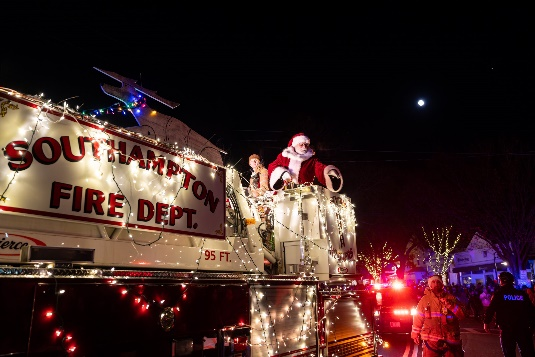 SOUTHAMPTON
FIRE DEPT.
Pierce
95 FT.
POLICE